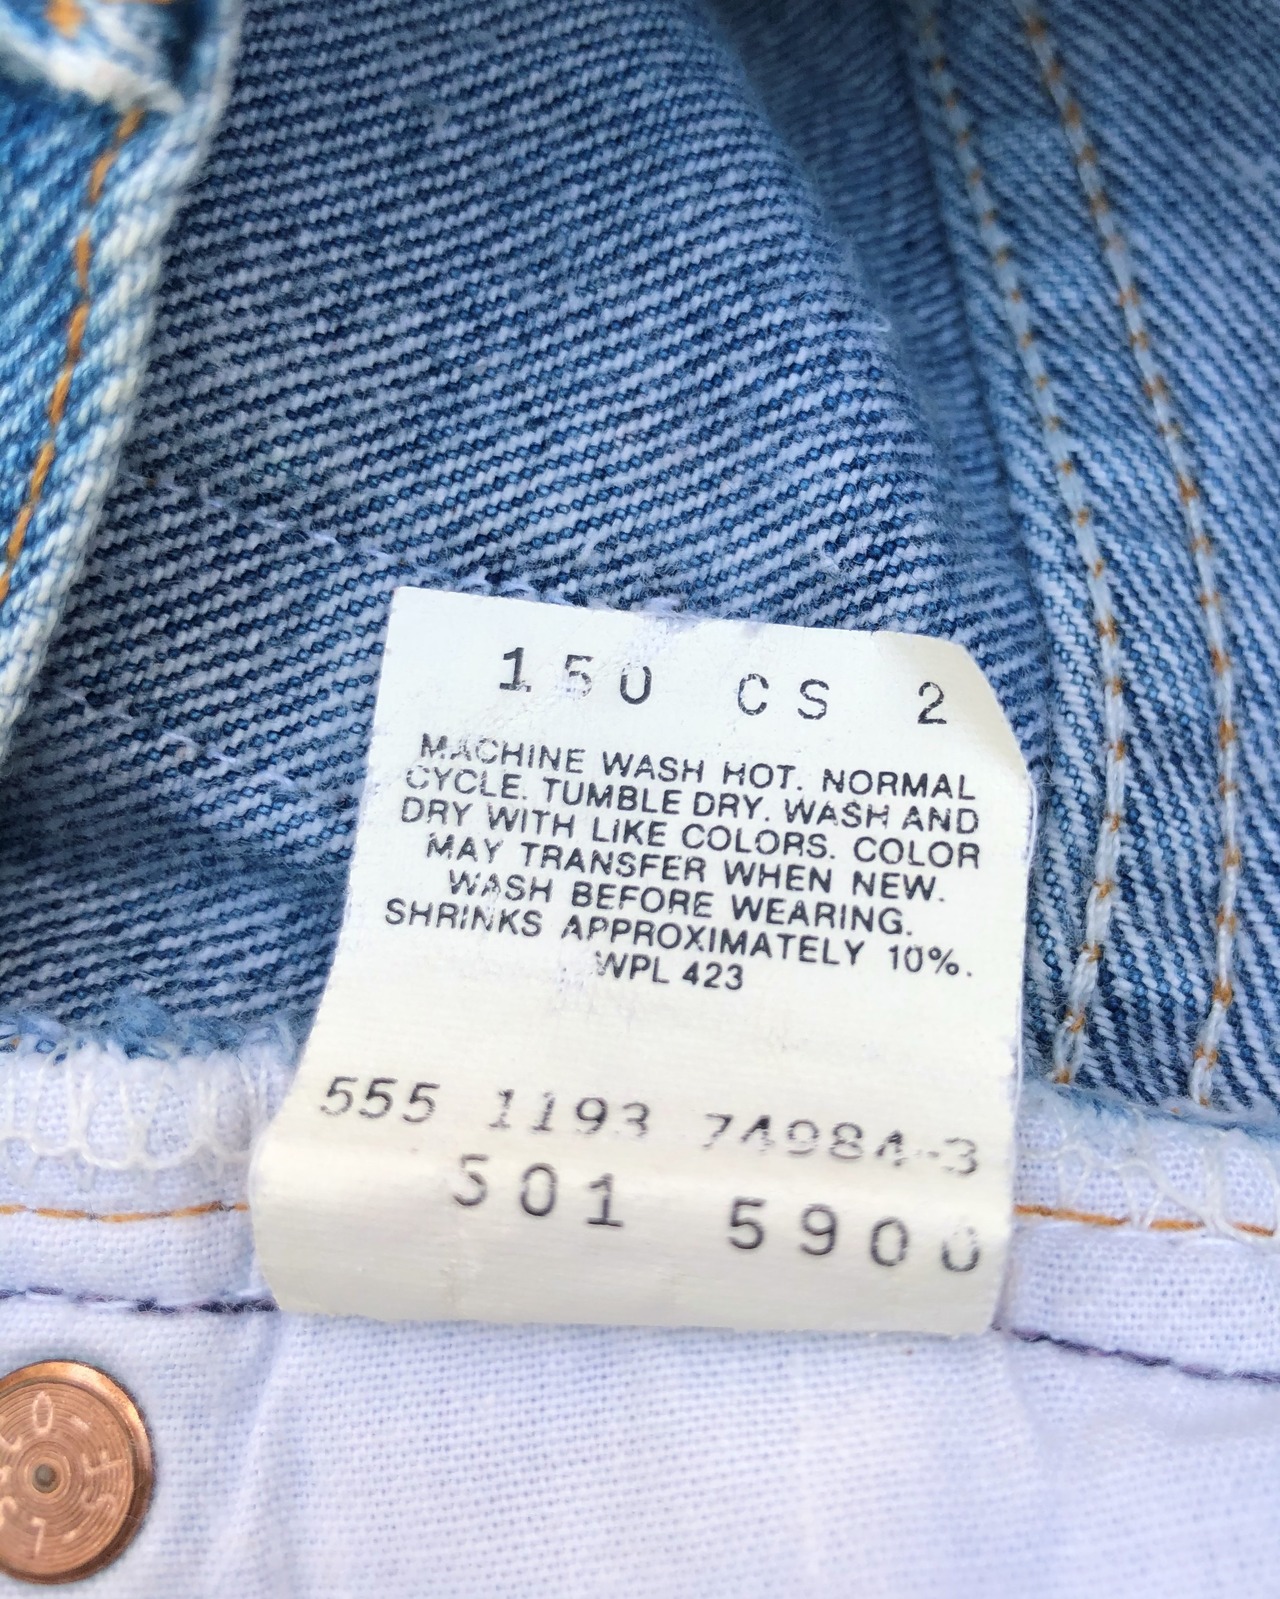 150 CS 2
MACHINE WASH HOT. NORMAL
CYCLE. TUMBLE DRY. WASH AND
DRY WITH LIKE COLORS. COLOR
MAY TRANSFER WHEN NEW.
WASH BEFORE WEARING.
SHRINKS APPROXIMATELY 10%.
WPL 423
555 1193 74984-3
501 5900